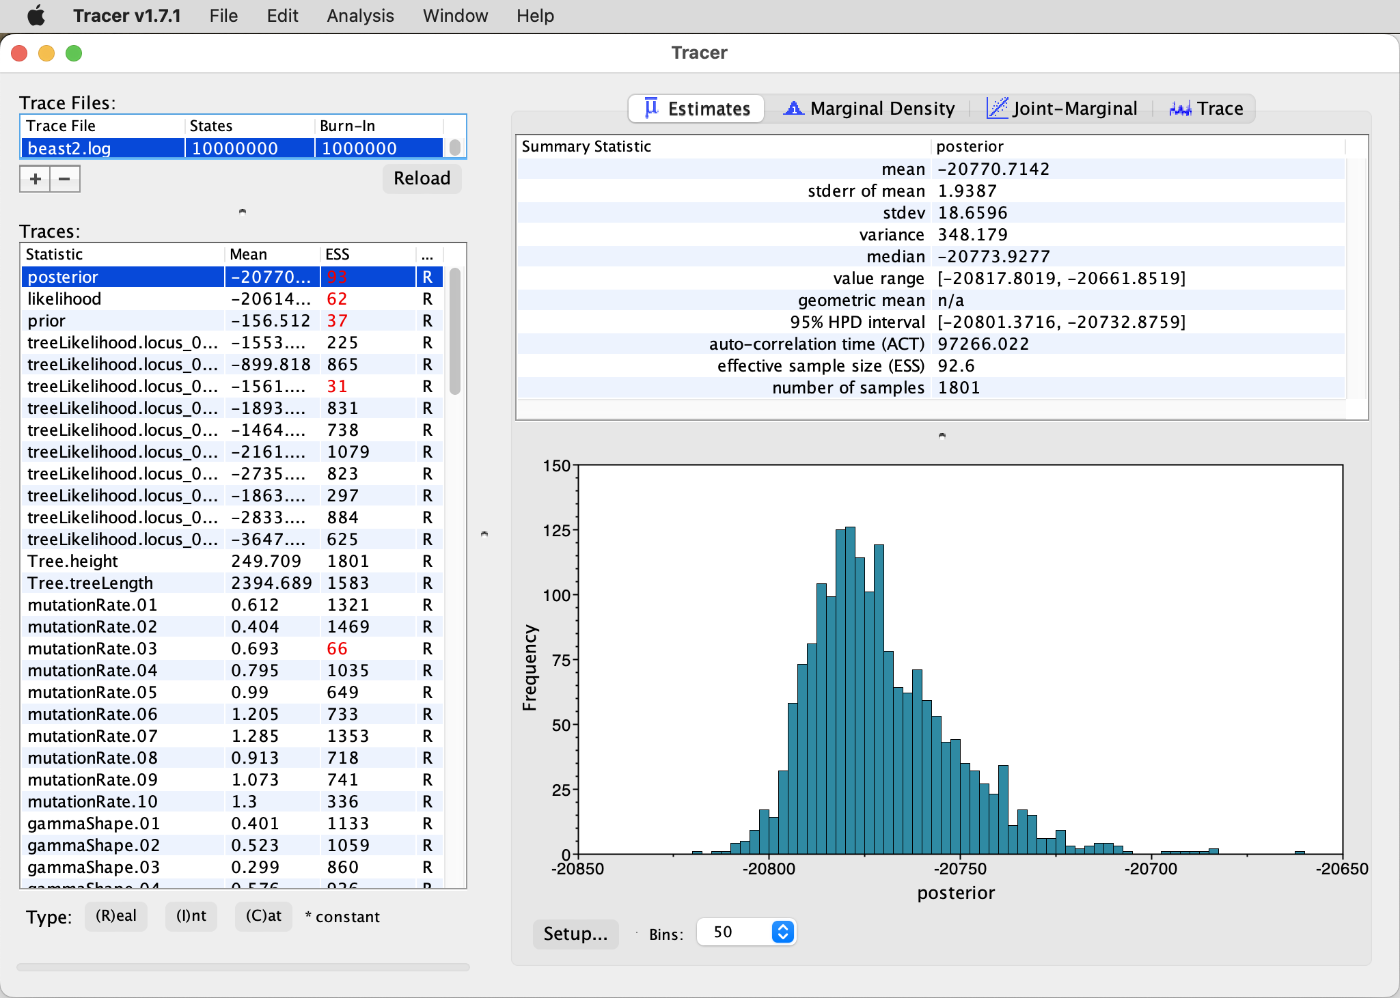 Tracer v1.7.1 File Edit Analysis Window Help
Tracer
Trace Files:
Trace File States Burn-In
beast2.log 10000000 1000000
+ − Reload
Traces:
Statistic Mean ESS ...
posterior -20770... 93 R
likelihood -20614... 62 R
prior -156.512 37 R
treeLikelihood.locus_0... -1553.... 225 R
treeLikelihood.locus_0... -899.818 865 R
treeLikelihood.locus_0... -1561.... 31 R
treeLikelihood.locus_0... -1893.... 831 R
treeLikelihood.locus_0... -1464.... 738 R
treeLikelihood.locus_0... -2161.... 1079 R
treeLikelihood.locus_0... -2735.... 823 R
treeLikelihood.locus_0... -1863.... 297 R
treeLikelihood.locus_0... -2833.... 884 R
treeLikelihood.locus_0... -3647.... 625 R
Tree.height 249.709 1801 R
Tree.treeLength 2394.689 1583 R
mutationRate.01 0.612 1321 R
mutationRate.02 0.404 1469 R
mutationRate.03 0.693 66 R
mutationRate.04 0.795 1035 R
mutationRate.05 0.99 649 R
mutationRate.06 1.205 733 R
mutationRate.07 1.285 1353 R
mutationRate.08 0.913 718 R
mutationRate.09 1.073 741 R
mutationRate.10 1.3 336 R
gammaShape.01 0.401 1133 R
gammaShape.02 0.523 1059 R
gammaShape.03 0.299 860 R
gammaShape.04 0.576 926 R
Type: (R)eal (I)nt (C)at * constant
Estimates Marginal Density Joint-Marginal Trace
Summary Statistic posterior
mean -20770.7142
stderr of mean 1.9387
stdev 18.6596
variance 348.179
median -20773.9277
value range [-20817.8019, -20661.8519]
geometric mean n/a
95% HPD interval [-20801.3716, -20732.8759]
auto-correlation time (ACT) 97266.022
effective sample size (ESS) 92.6
number of samples 1801
150
125
100
75
50
25
0
Frequency
-20850 -20800 -20750 -20700 -20650
posterior
Setup... Bins: 50